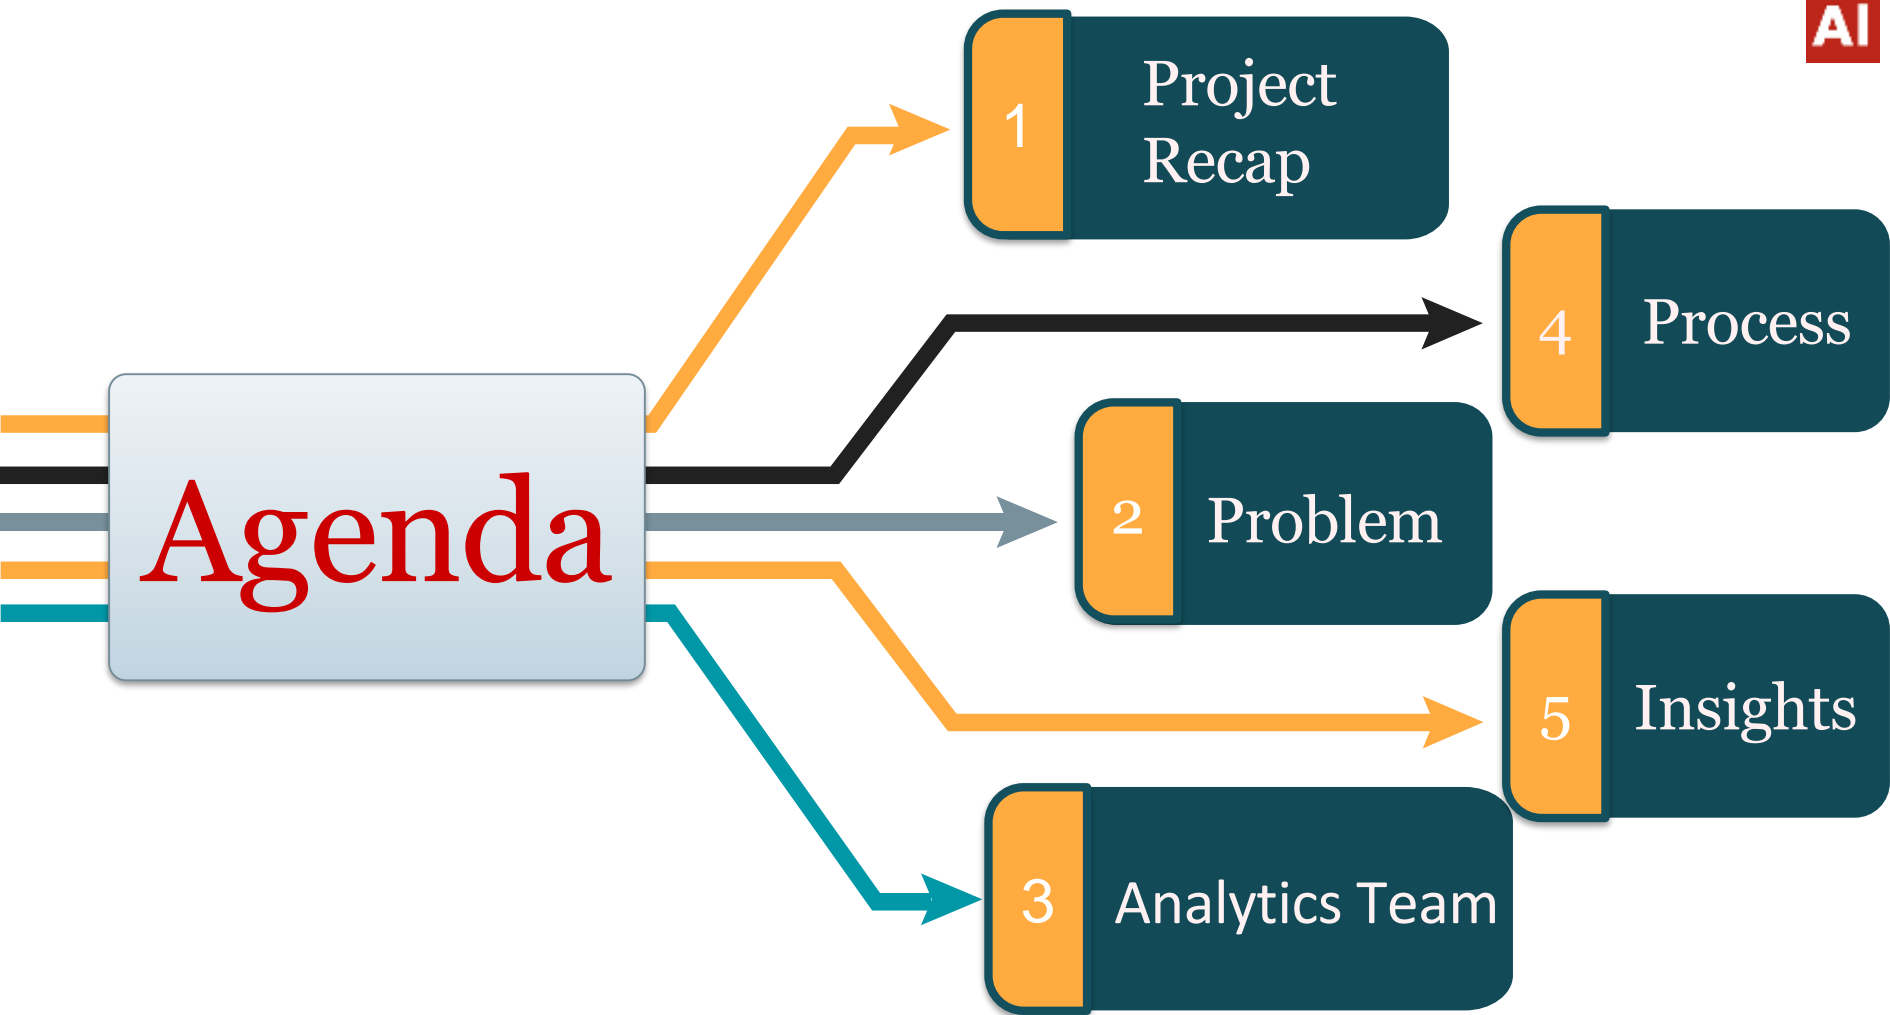 AI
Agenda
1
Project
Recap
2
Problem
3
Analytics Team
4
Process
5
Insights